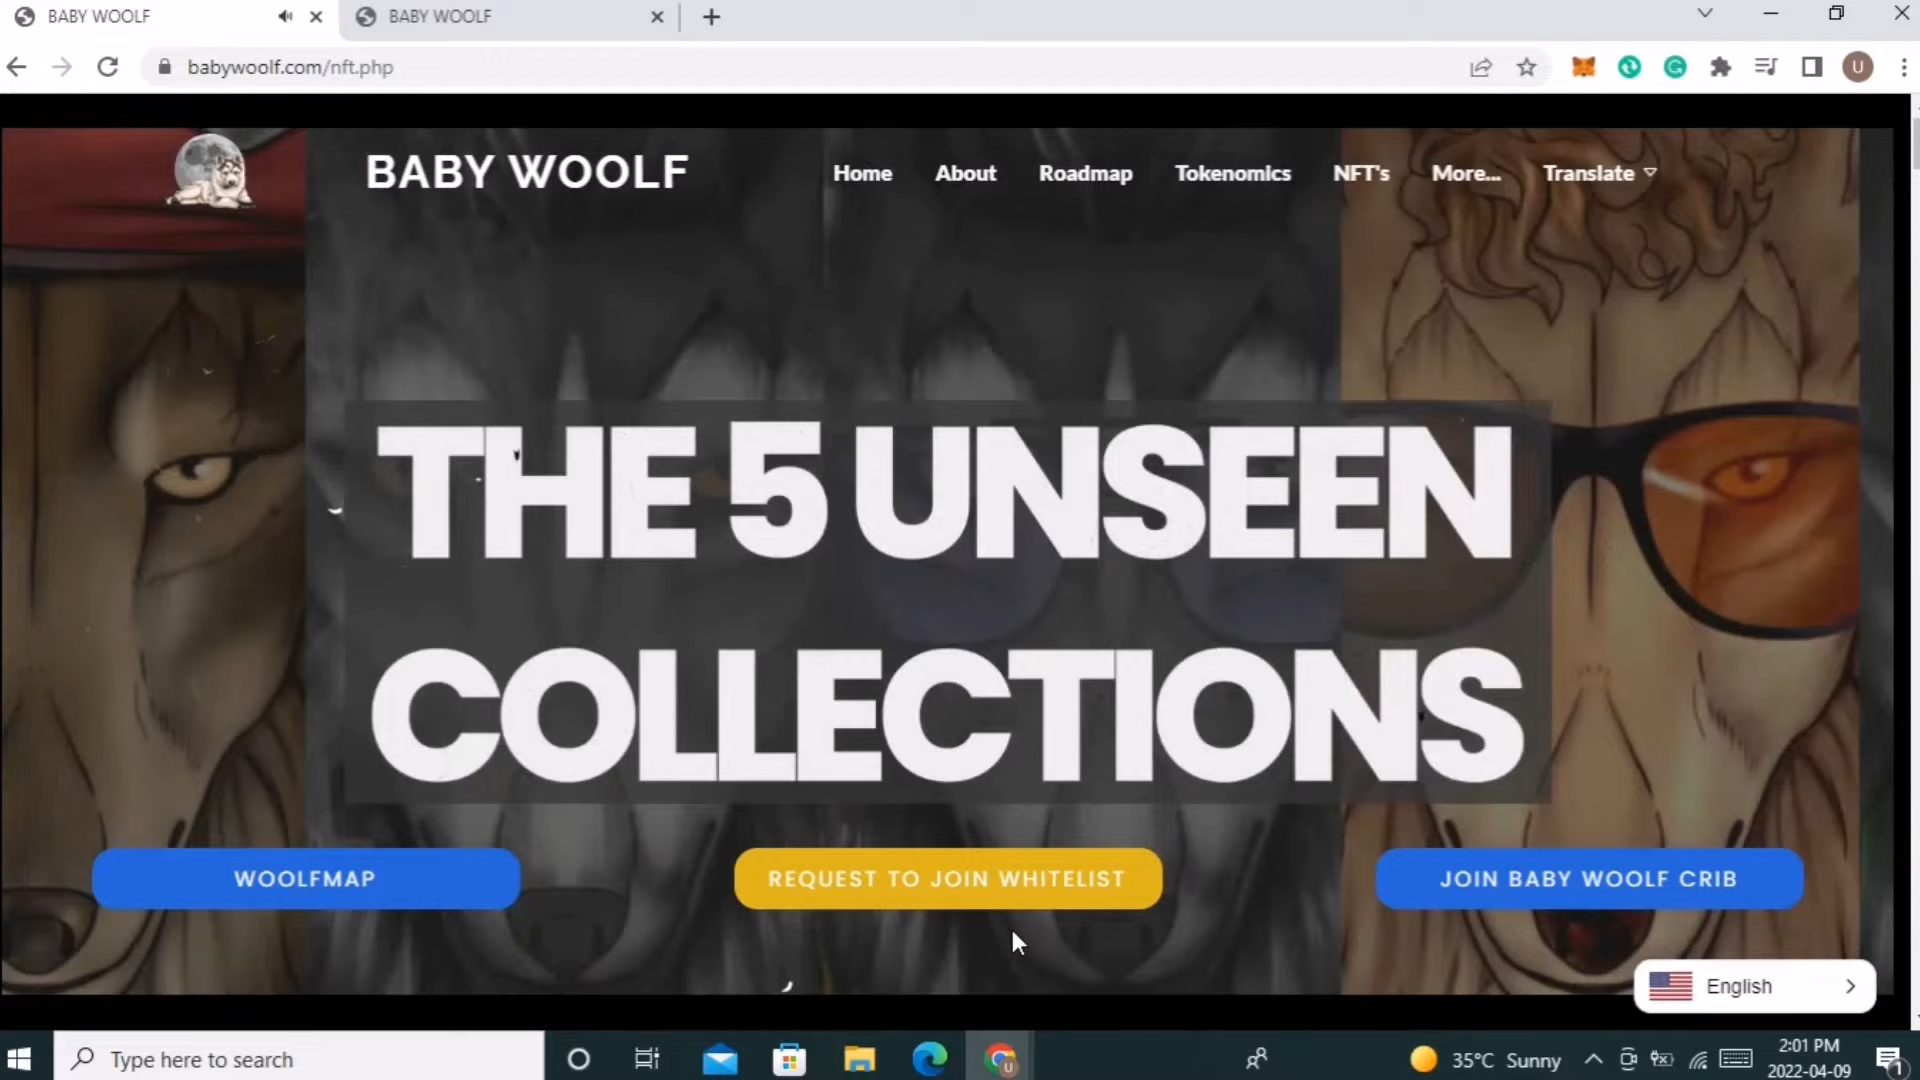 BABY WOOLF
BABY WOOLF
babywoolf.com/nft.php
U
BABY WOOLF
Home
About
Roadmap
Tokenomics
NFT's
More...
Translate
THE 5 UNSEEN
COLLECTIONS
WOOLFMAP
REQUEST TO JOIN WHITELIST
JOIN BABY WOOLF CRIB
English
Type here to search
U
35°C Sunny
2:01 PM
2022-04-09
1